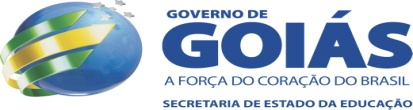 GOVERNO DE
GOIÁS
A FORÇA DO CORAÇÃO DO BRASIL
SECRETARIA DE ESTADO DA EDUCAÇÃO